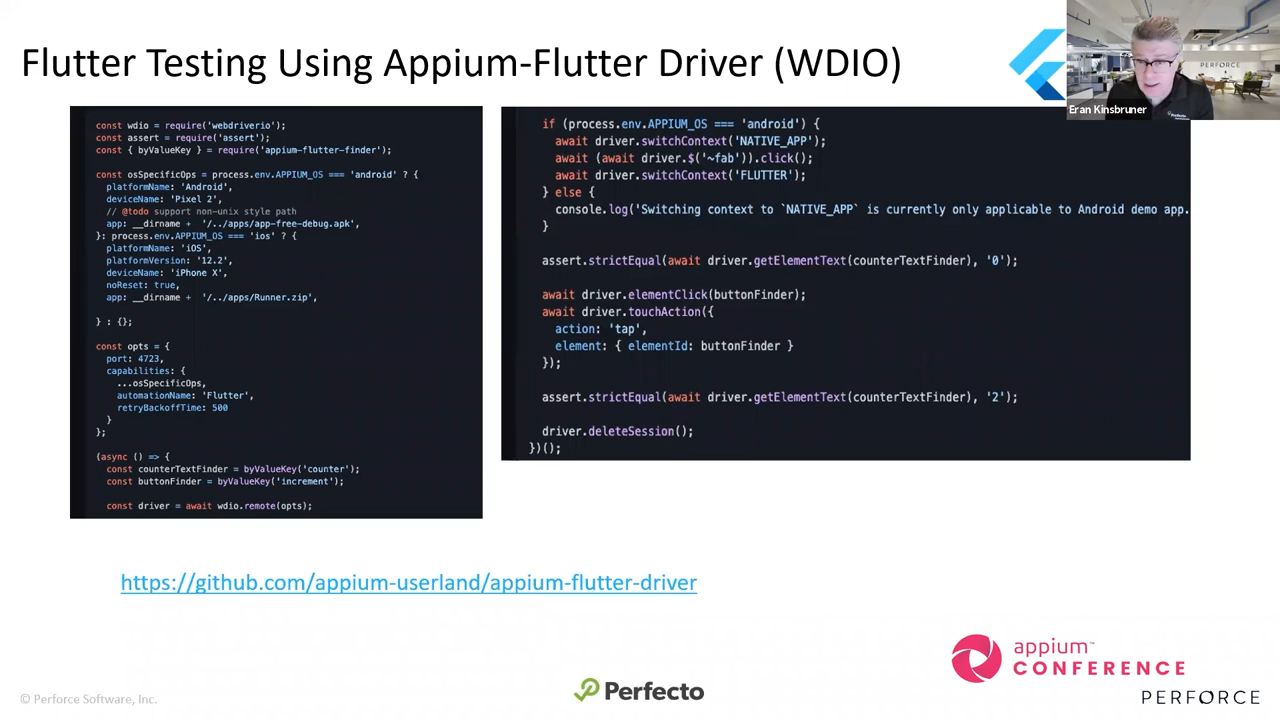 Flutter Testing Using Appium-Flutter Driver (WDIO)
PERFORCE
Eran Kinsbruner
const wdio = require('webdriverio');
const assert = require('assert');
const { byValueKey } = require('appium-flutter-finder');
const osSpecificOps = process.env.APPIUM_OS === 'android' ? {
platformName: 'Android',
deviceName: 'Pixel 2',
// @todo support non-unix style path
app: __dirname + '/../apps/app-free-debug.apk',
}: process.env.APPIUM_OS === 'ios' ? {
platformName: 'iOS',
platformVersion: '12.2',
deviceName: 'iPhone X',
noReset: true,
app: __dirname + '/../apps/Runner.zip',
} : {};
const opts = {
port: 4723,
capabilities: {
...osSpecificOps,
automationName: 'Flutter',
retryBackoffTime: 500
}
};
(async () => {
const counterTextFinder = byValueKey('counter');
const buttonFinder = byValueKey('increment');
const driver = await wdio.remote(opts);
if (process.env.APPIUM_OS === 'android') {
await driver.switchContext('NATIVE_APP');
await (await driver.$('~fab')).click();
await driver.switchContext('FLUTTER');
} else {
console.log('Switching context to `NATIVE_APP` is currently only applicable to Android demo app.
}
assert.strictEqual(await driver.getElementText(counterTextFinder), '0');
await driver.elementClick(buttonFinder);
await driver.touchAction({
action: 'tap',
element: { elementId: buttonFinder }
});
assert.strictEqual(await driver.getElementText(counterTextFinder), '2');
driver.deleteSession();
})();
https://github.com/appium-userland/appium-flutter-driver
appium™
CONFERENCE
© Perforce Software, Inc.
Perfecto
PERFORCE